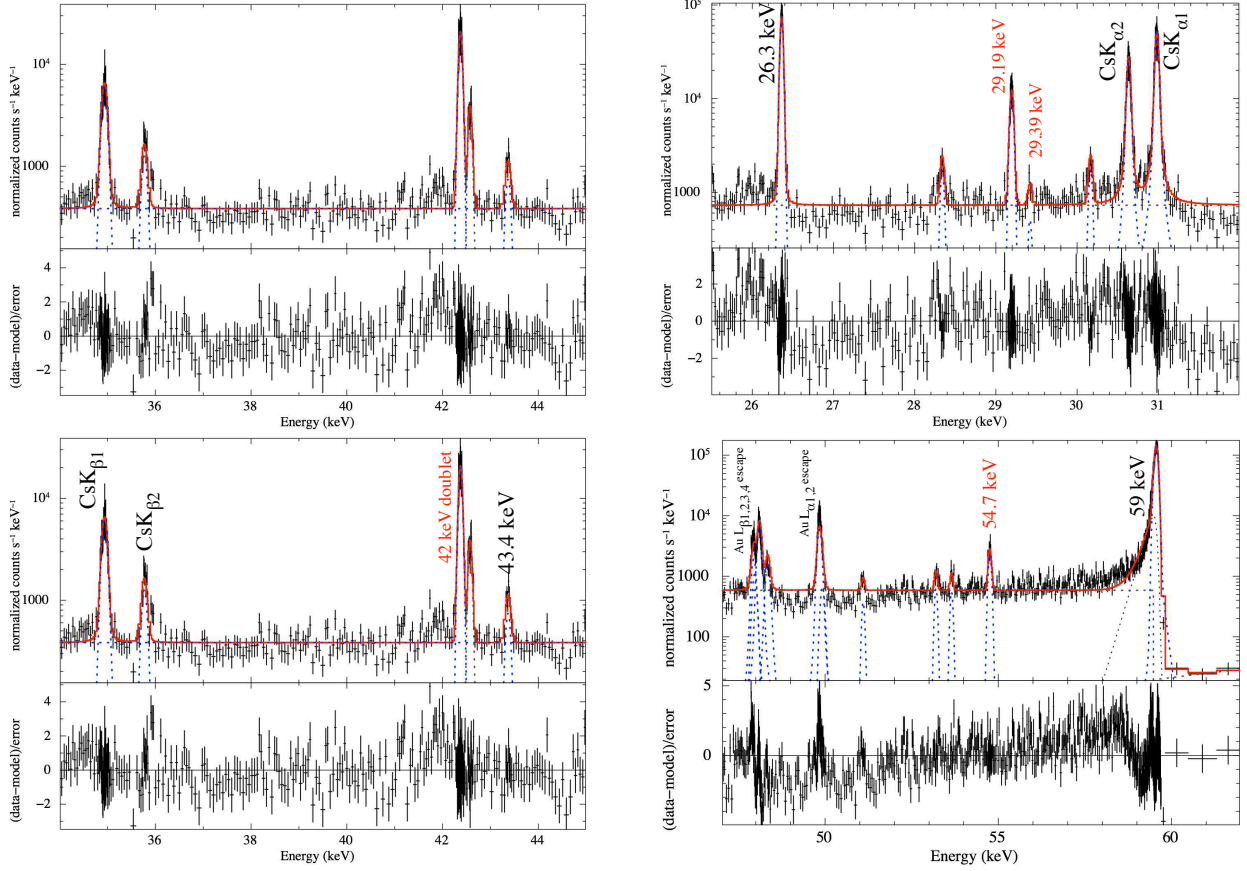 normalized counts s⁻¹ keV⁻¹
10⁴
1000
(data−model)/error
4
2
0
−2
36
38
40
42
44
Energy (keV)
normalized counts s⁻¹ keV⁻¹
10⁵
10⁴
1000
26.3 keV
29.19 keV
29.39 keV
CsKα2
CsKα1
(data−model)/error
2
0
−2
26
27
28
29
30
31
Energy (keV)
normalized counts s⁻¹ keV⁻¹
10⁴
1000
CsKβ1
CsKβ2
42 keV doublet
43.4 keV
(data−model)/error
4
2
0
−2
36
38
40
42
44
Energy (keV)
normalized counts s⁻¹ keV⁻¹
10⁵
10⁴
1000
100
Au Lβ1,2,3,4 escape
Au Lα1,2 escape
54.7 keV
59 keV
(data−model)/error
5
0
50
55
60
Energy (keV)